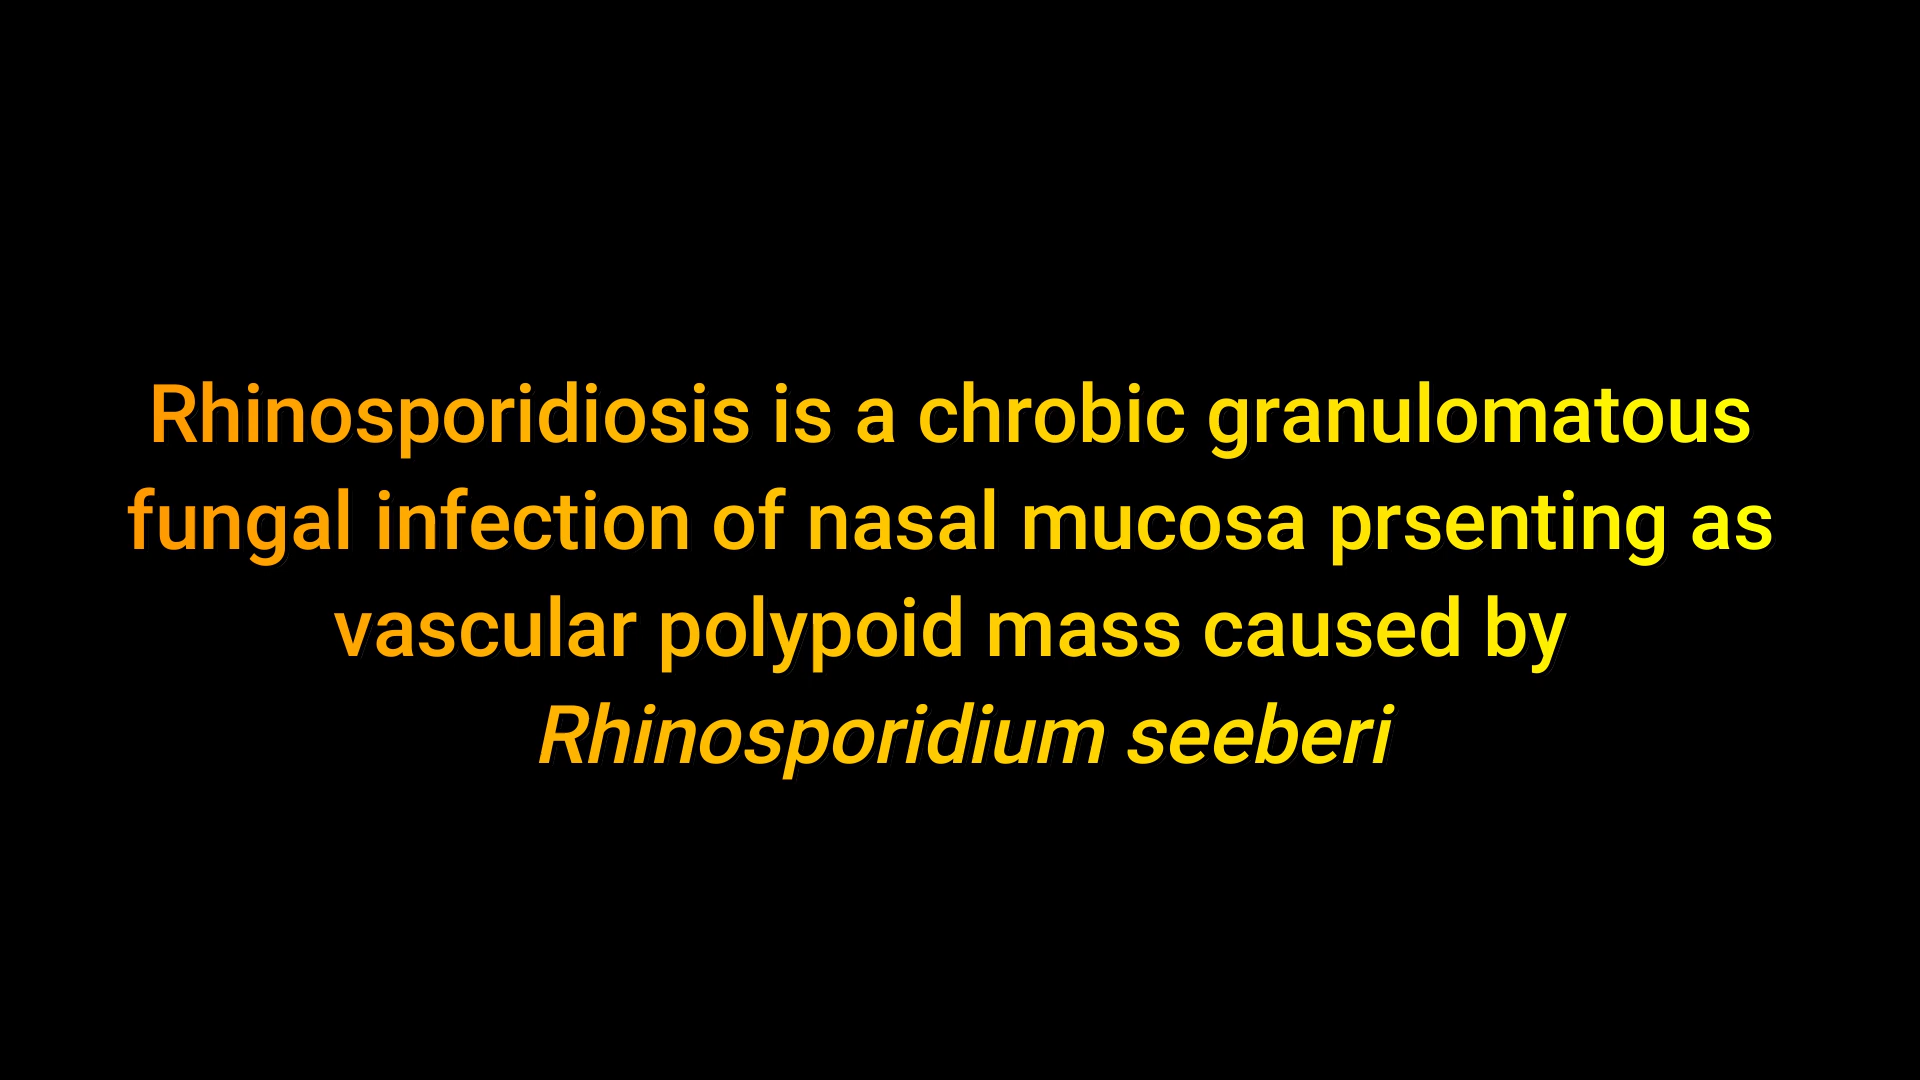 Rhinosporidiosis is a chrobic granulomatous
fungal infection of nasal mucosa prsenting as
vascular polypoid mass caused by
Rhinosporidium seeberi